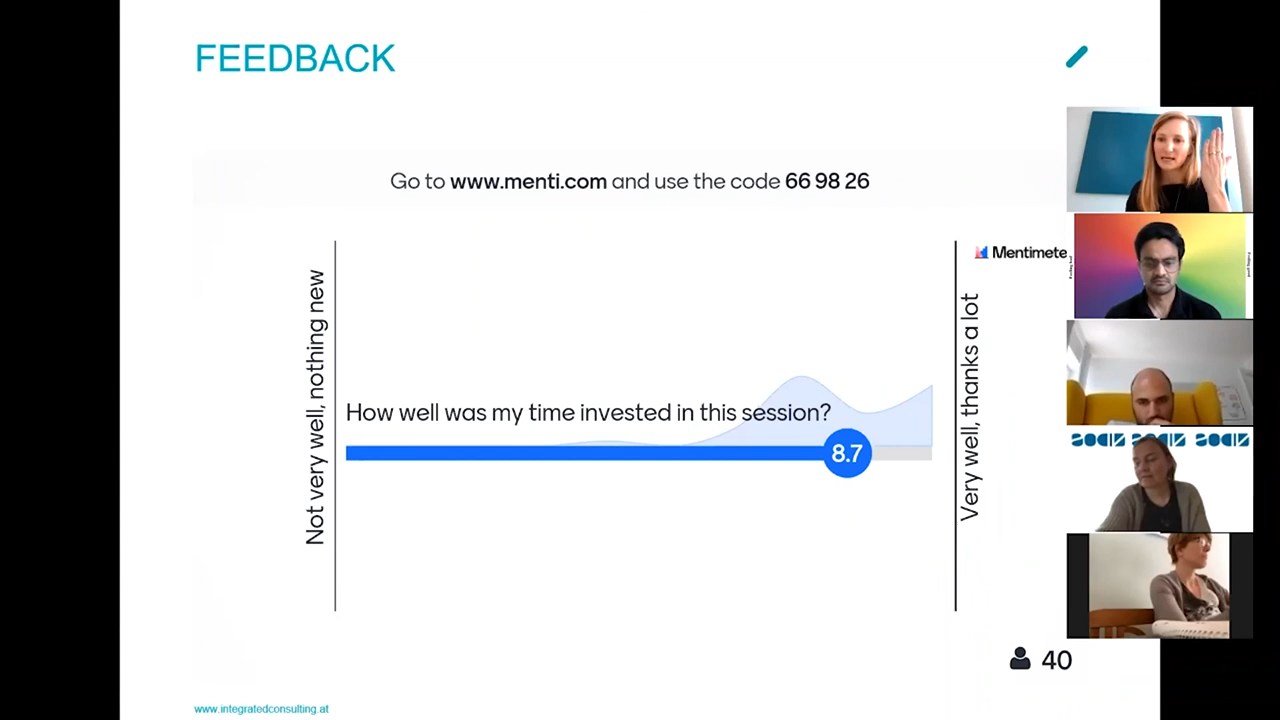 FEEDBACK
Go to www.menti.com and use the code 66 98 26
Mentimete
Not very well, nothing new
How well was my time invested in this session?
8.7
Very well, thanks a lot
40
www.integratedconsulting.at